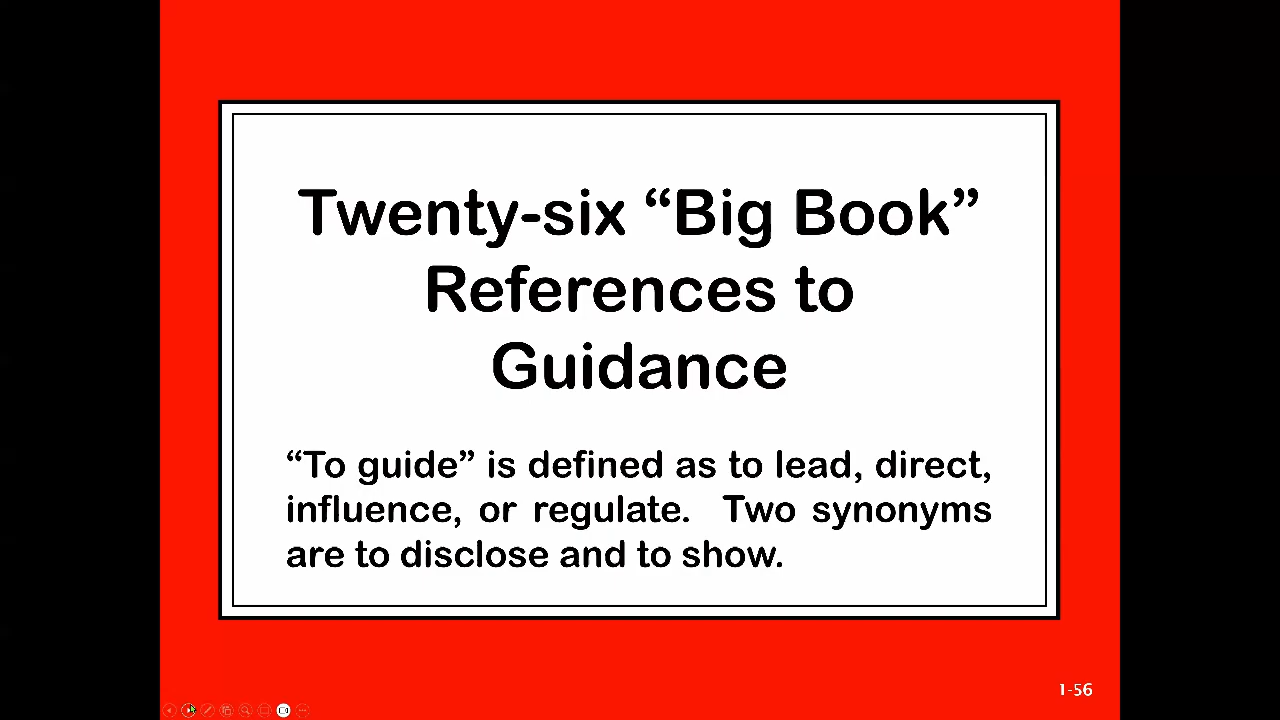 Twenty-six “Big Book”
References to
Guidance
“To guide” is defined as to lead, direct,
influence, or regulate.  Two synonyms
are to disclose and to show.
1-56